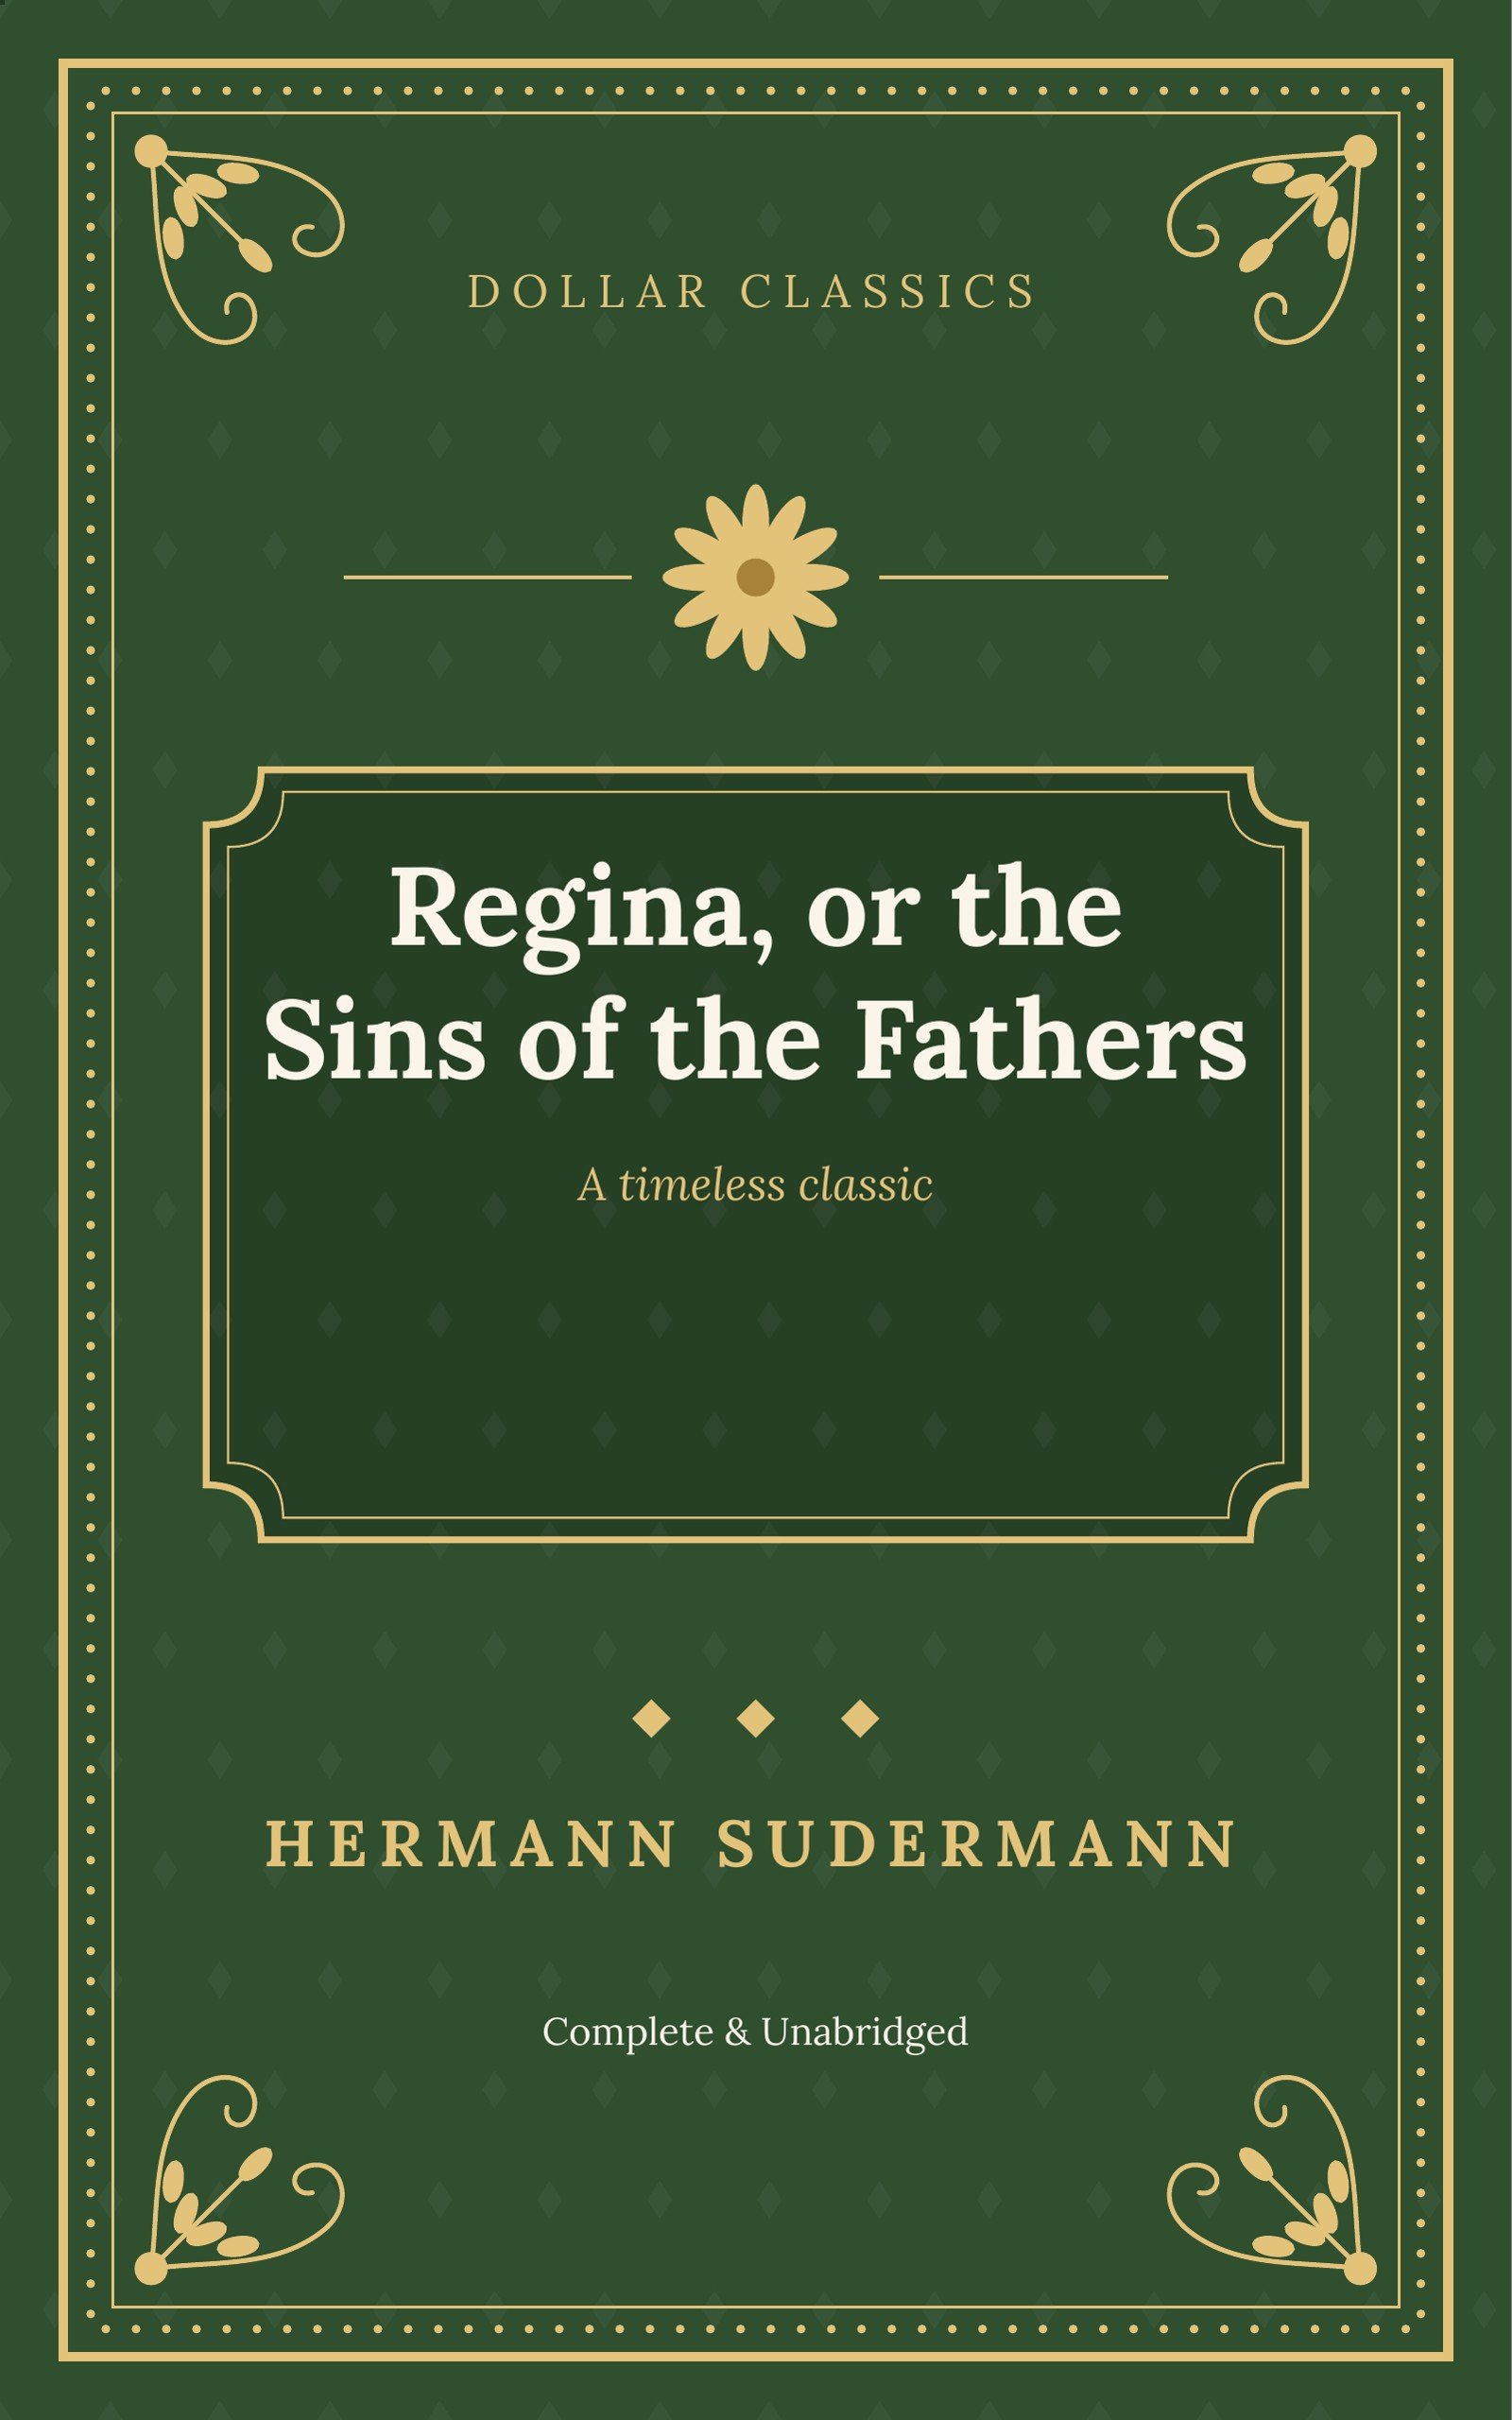 DOLLAR CLASSICS
Regina, or the
Sins of the Fathers
A timeless classic
HERMANN SUDERMANN
Complete & Unabridged